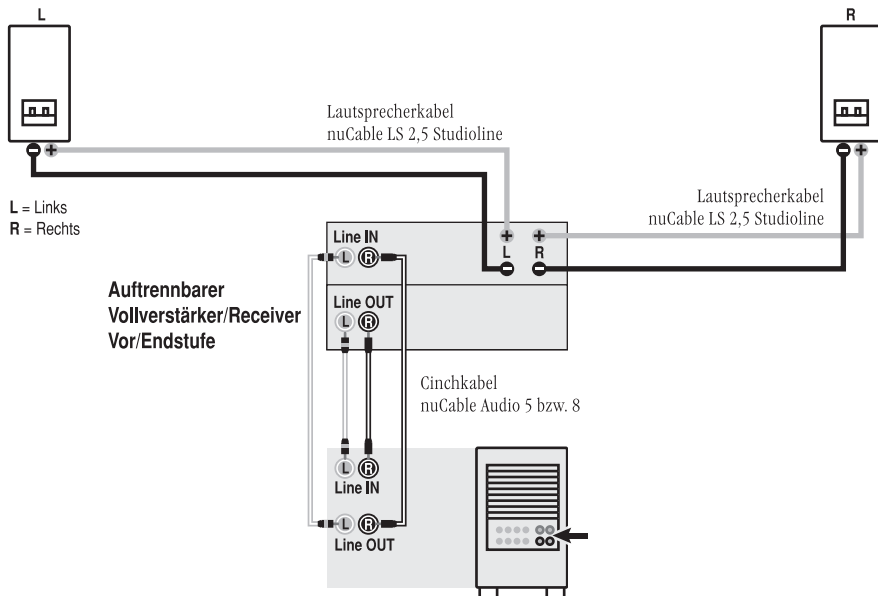 L
R
Lautsprecherkabel
nuCable LS 2,5 Studioline
L = Links
R = Rechts
Lautsprecherkabel
nuCable LS 2,5 Studioline
Line IN
L R
+ +
L R
Auftrennbarer
Vollverstärker/Receiver
Vor/Endstufe
Line OUT
L R
Cinchkabel
nuCable Audio 5 bzw. 8
L R
Line IN
L R
Line OUT